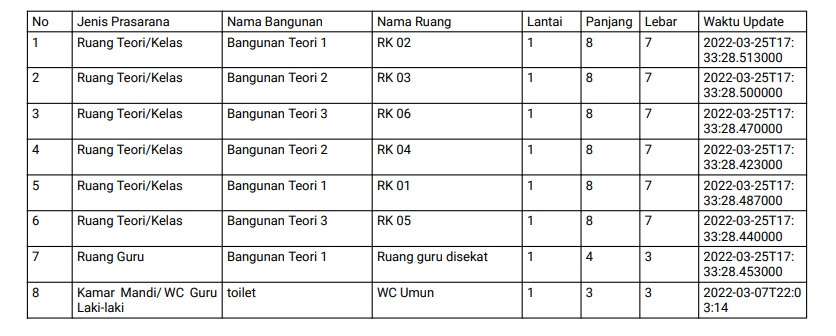 No Jenis Prasarana Nama Bangunan Nama Ruang Lantai Panjang Lebar Waktu Update
1 Ruang Teori/Kelas Bangunan Teori 1 RK 02 1 8 7 2022-03-25T17:
33:28.513000
2 Ruang Teori/Kelas Bangunan Teori 2 RK 03 1 8 7 2022-03-25T17:
33:28.500000
3 Ruang Teori/Kelas Bangunan Teori 3 RK 06 1 8 7 2022-03-25T17:
33:28.470000
4 Ruang Teori/Kelas Bangunan Teori 2 RK 04 1 8 7 2022-03-25T17:
33:28.423000
5 Ruang Teori/Kelas Bangunan Teori 1 RK 01 1 8 7 2022-03-25T17:
33:28.487000
6 Ruang Teori/Kelas Bangunan Teori 3 RK 05 1 8 7 2022-03-25T17:
33:28.440000
7 Ruang Guru Bangunan Teori 1 Ruang guru disekat 1 4 3 2022-03-25T17:
33:28.453000
8 Kamar Mandi/WC Guru toilet WC Umun 1 3 3 2022-03-07T22:0
Laki-laki 3:14